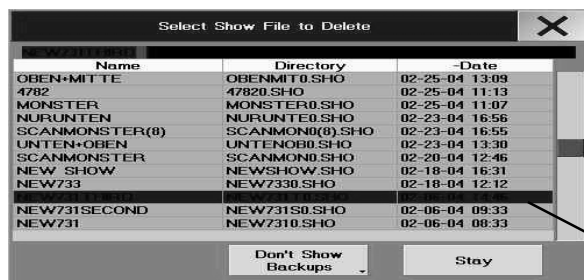 Select Show File to Delete
NEW731THIRD
Name Directory -Date
OBEN+MITTE OBENMIT0.SHO 02-25-04 13:09
4782 47820.SHO 02-25-04 11:13
MONSTER MONSTER0.SHO 02-25-04 11:07
NURUNTEN NURUNTE0.SHO 02-23-04 16:56
SCANMONSTER(8) SCANMON0(8).SHO 02-23-04 16:55
UNTEN+OBEN UNTENOB0.SHO 02-23-04 13:30
SCANMONSTER SCANMON0.SHO 02-20-04 12:46
NEW SHOW NEWSHOW.SHO 02-18-04 16:31
NEW733 NEW7330.SHO 02-18-04 12:12
NEW731THIRD
NEW731SECOND NEW731S0.SHO 02-06-04 09:33
NEW731 NEW7310.SHO 02-06-04 08:33
Don't Show
Backups
Stay